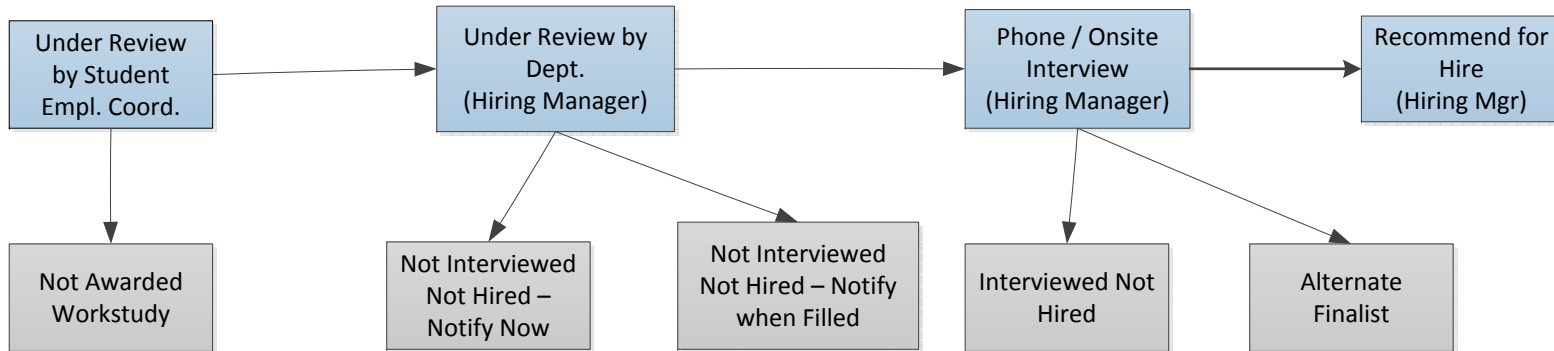 Under Review
by Student
Empl. Coord.
Under Review by
Dept.
(Hiring Manager)
Phone / Onsite
Interview
(Hiring Manager)
Recommend for
Hire
(Hiring Mgr)
Not Awarded
Workstudy
Not Interviewed
Not Hired –
Notify Now
Not Interviewed
Not Hired – Notify
when Filled
Interviewed Not
Hired
Alternate
Finalist